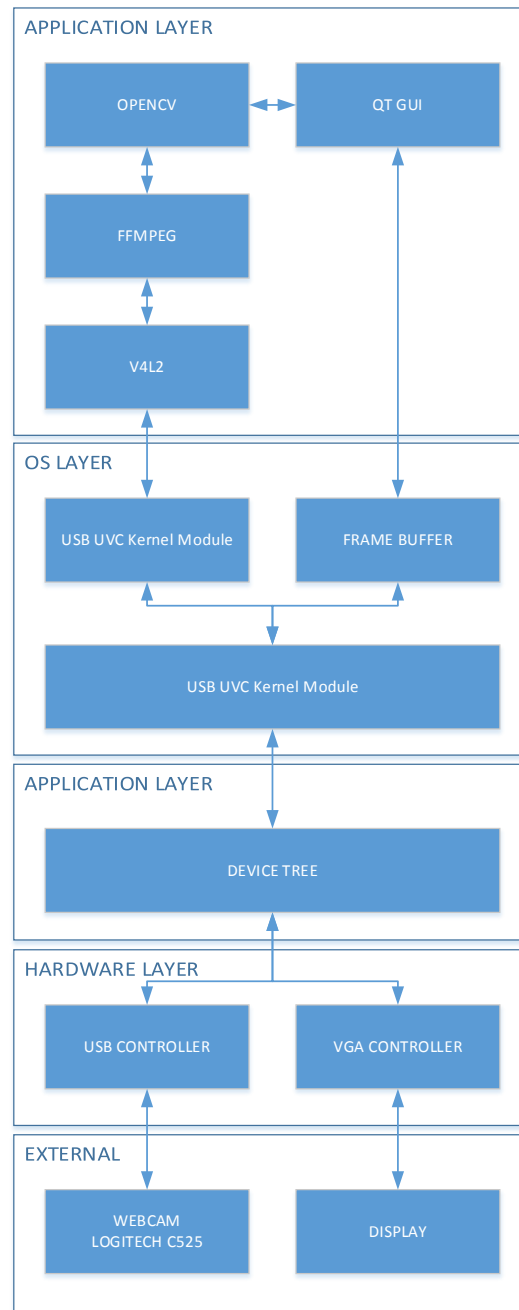 APPLICATION LAYER
OPENCV
QT GUI
FFMPEG
V4L2
OS LAYER
USB UVC Kernel Module
FRAME BUFFER
USB UVC Kernel Module
APPLICATION LAYER
DEVICE TREE
HARDWARE LAYER
USB CONTROLLER
VGA CONTROLLER
EXTERNAL
WEBCAM
LOGITECH C525
DISPLAY